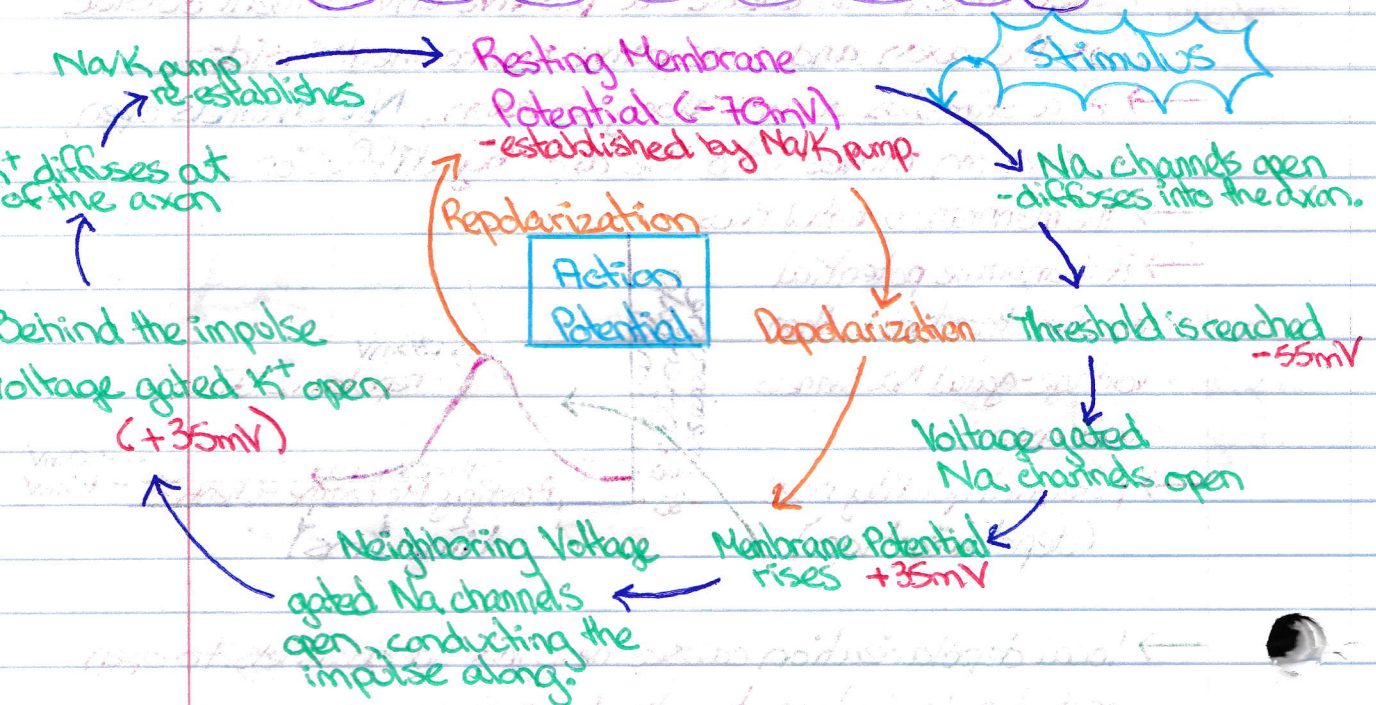 Na/K pump
re-establishes
Resting Membrane
Potential (-70mV)
-established by Na/K pump.
Stimulus
Na channels open
-diffuses into the axon.
Threshold is reached
-55mV
Voltage gated
Na channels open
Membrane Potential
rises +35mV
Neighboring Voltage
gated Na channels
open, conducting the
impulse along.
Behind the impulse
voltage gated K⁺ open
(+35mV)
⁺ diffuses at
of the axon
Repolarization
Depolarization
Action
Potential